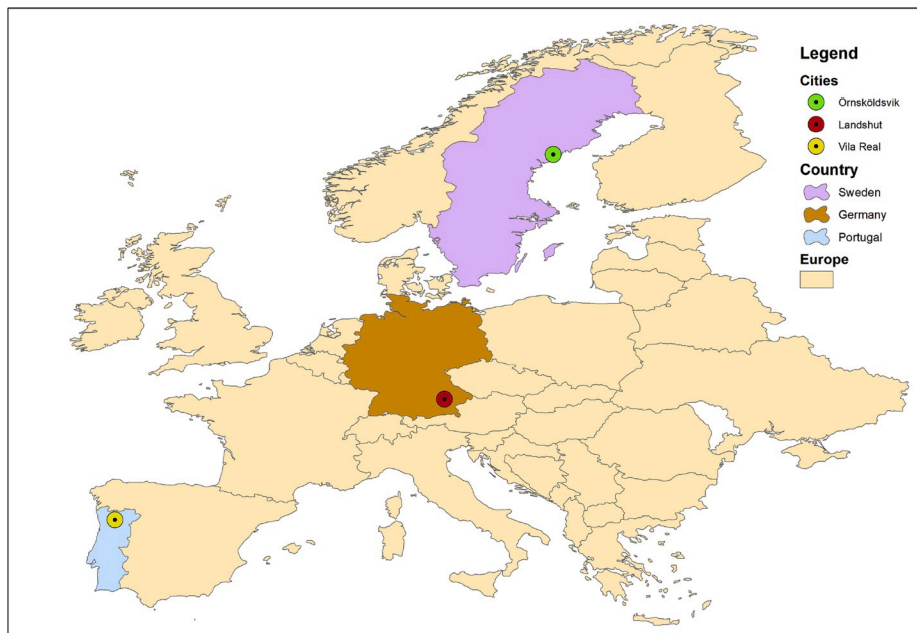 Legend
Cities
Örnsköldsvik
Landshut
Vila Real
Country
Sweden
Germany
Portugal
Europe